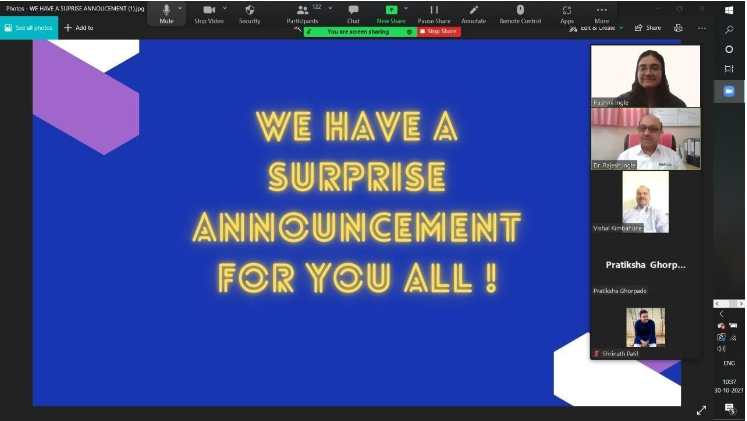 Photos - WE HAVE A SUPRISE ANNOUCEMENT (1).jpg
122
Mute
Stop Video
Security
Participants
Chat
New Share
Pause Share
Annotate
Remote Control
Apps
More
See all photos
Add to
You are screen sharing
Stop Share
Edit & Create
Share
WE HAVE A
SURPRISE
ANNOUNCEMENT
FOR YOU ALL !
Rashmi Ingle
Dr. Rajesh Ingle
Vishal Kimbahune
Pratiksha Ghorp...
Pratiksha Ghorpade
Shrirath Patil
ENG
10:37
30-10-2021